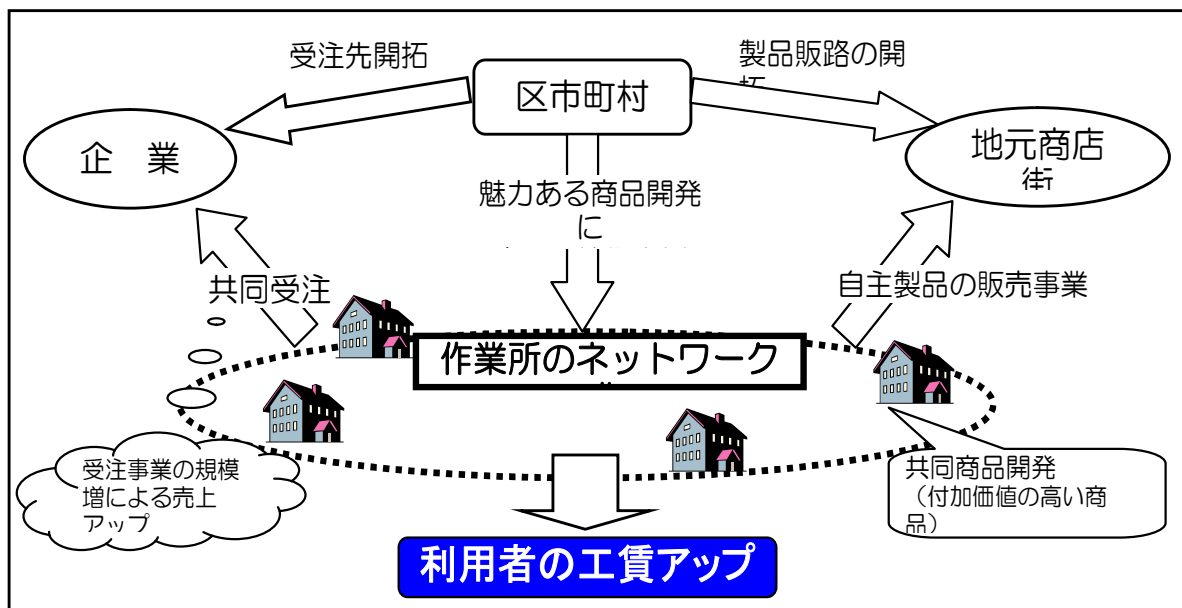 受注先開拓
製品販路の開
拓
区市町村
企　業
地元商店
街
魅力ある商品開発
に
共同受注
自主製品の販売事業
作業所のネットワーク
受注事業の規模
増による売上
アップ
共同商品開発
（付加価値の高い商
品）
利用者の工賃アップ